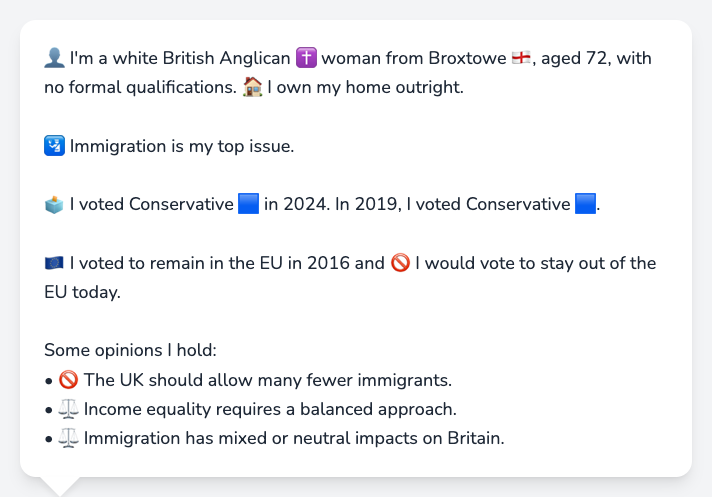 👤 I'm a white British Anglican ✝️ woman from Broxtowe 🏴󠁧󠁢󠁥󠁮󠁧󠁿, aged 72, with
no formal qualifications. 🏠 I own my home outright.
🛂 Immigration is my top issue.
🗳️ I voted Conservative 🟦 in 2024. In 2019, I voted Conservative 🟦.
🇪🇺 I voted to remain in the EU in 2016 and 🚫 I would vote to stay out of the
EU today.
Some opinions I hold:
• 🚫 The UK should allow many fewer immigrants.
• ⚖️ Income equality requires a balanced approach.
• ⚖️ Immigration has mixed or neutral impacts on Britain.